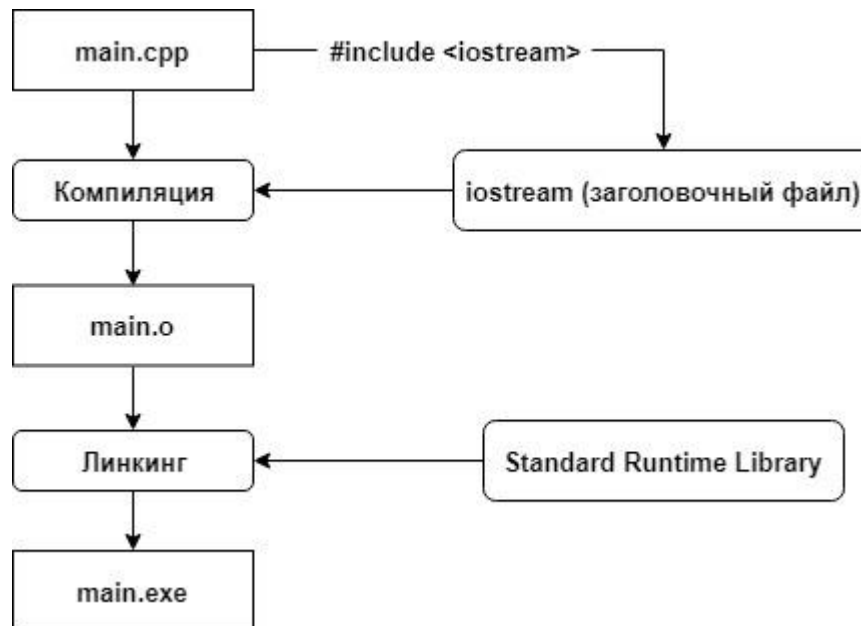 main.cpp
#include <iostream>
Компиляция
iostream (заголовочный файл)
main.o
Линкинг
Standard Runtime Library
main.exe